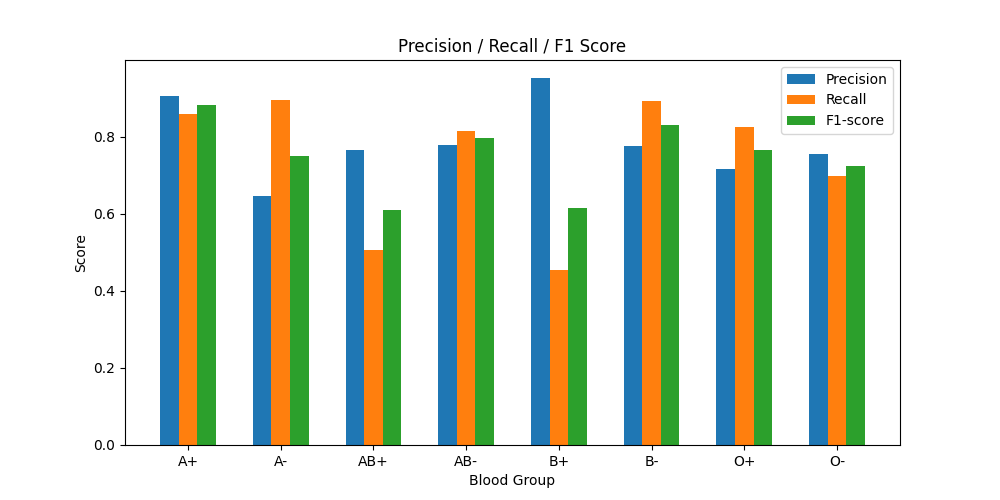 Precision / Recall / F1 Score
Precision
Recall
F1-score
0.8
0.6
0.4
0.2
0.0
Score
A+ A- AB+ AB- B+ B- O+ O-
Blood Group